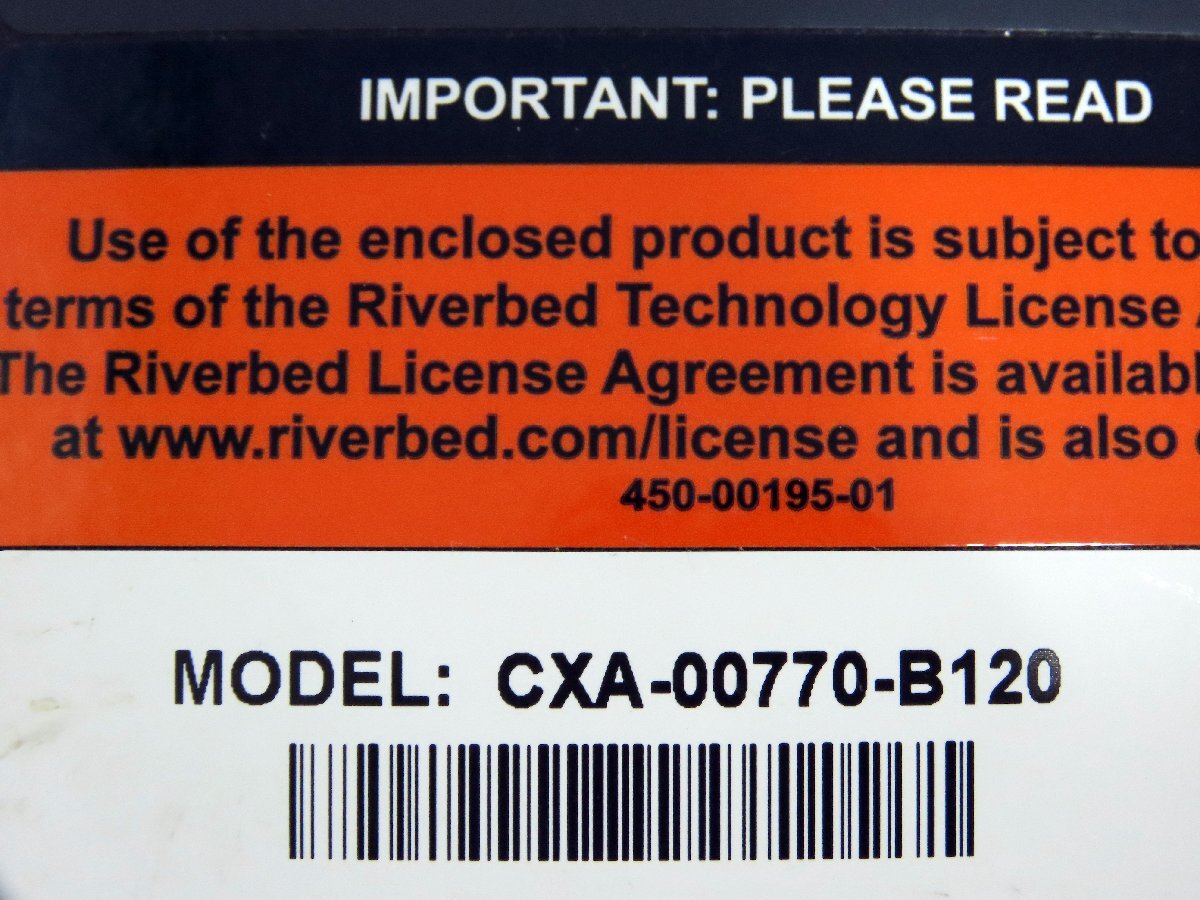 IMPORTANT: PLEASE READ
Use of the enclosed product is subject to
terms of the Riverbed Technology License
The Riverbed License Agreement is
at www.riverbed.com/license and is also
450-00195-01
MODEL: CXA-00770-B120